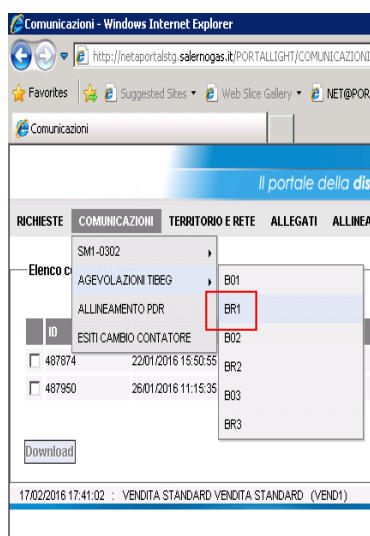 Comunicazioni - Windows Internet Explorer
http://netaportalstg.salernogas.it/PORTALLIGHT/COMUNICAZIONI
Favorites Suggested Sites Web Slice Gallery NET@POR
Comunicazioni
Il portale della dis
RICHIESTE COMUNICAZIONI TERRITORIO E RETE ALLEGATI ALLINEA
SM1-0302
Elenco c
AGEVOLAZIONI TIBEG B01
ALLINEAMENTO PDR BR1
ID ESITI CAMBIO CONTATORE B02
487874 22/01/2016 15:50:55 BR2
487950 26/01/2016 11:15:35 B03
BR3
Download
17/02/2016 17:41:02 : VENDITA STANDARD VENDITA STANDARD (VEND1)